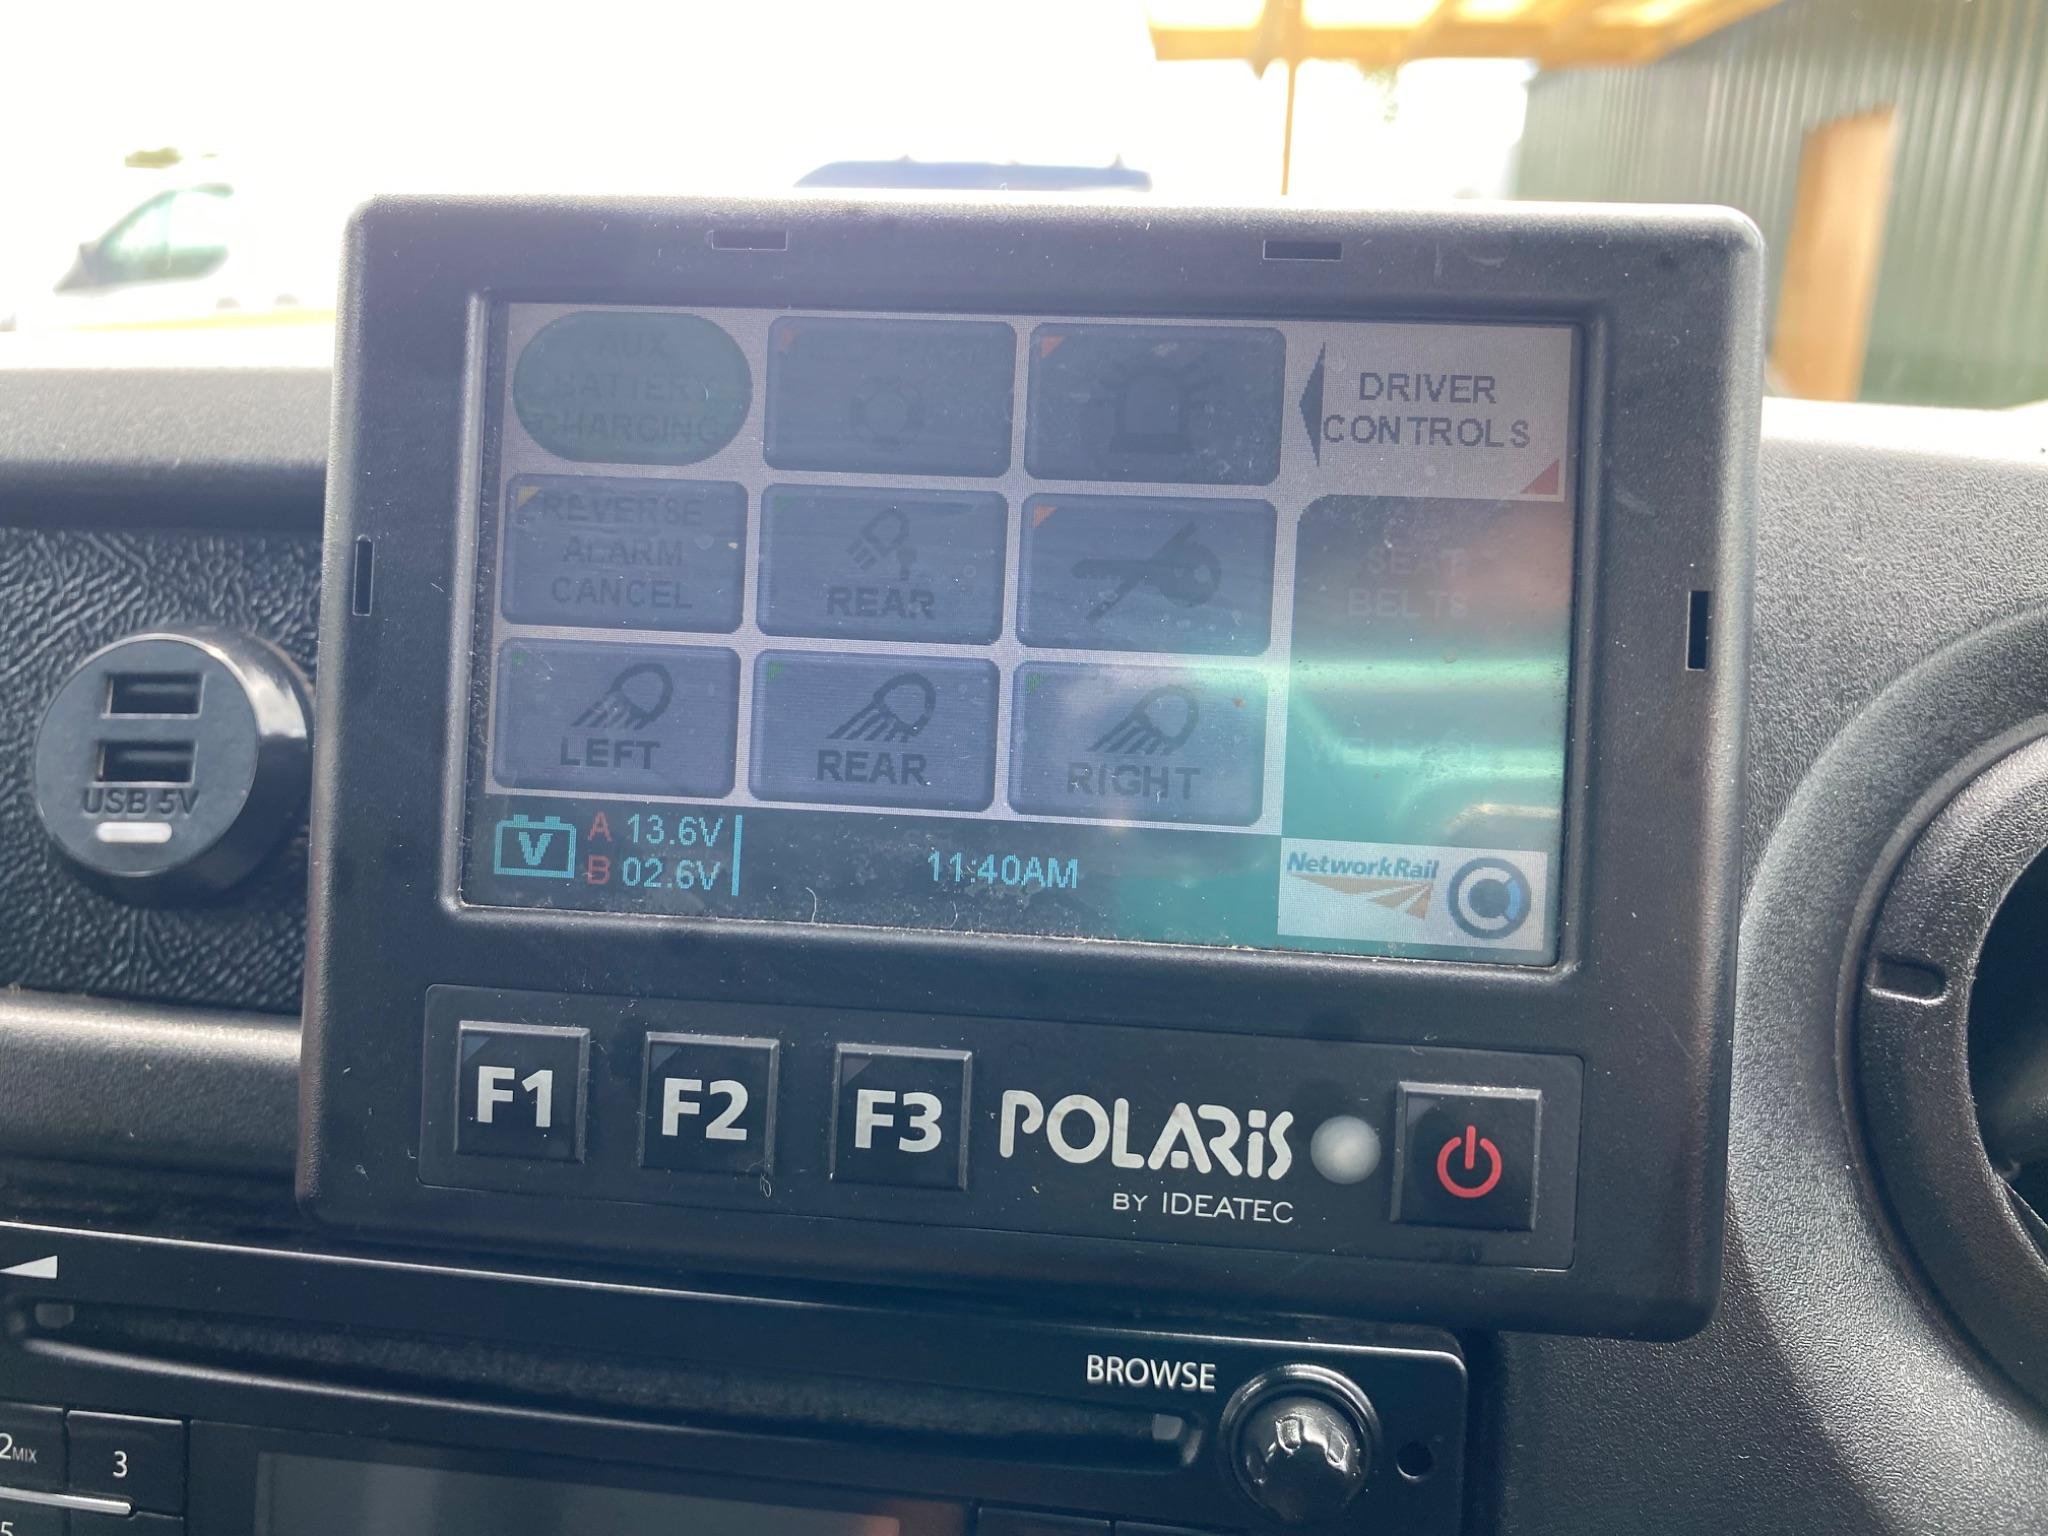 AUX
BATTERY
CHARGING
DRIVER
CONTROLS
REVERSE
ALARM
CANCEL
REAR
SEAT
BELTS
LEFT
REAR
RIGHT
V
A 13.6V
B 02.6V
11:40AM
NetworkRail
USB 5V
F1
F2
F3
POLARiS
BY IDEATEC
BROWSE
2MIX
3
5